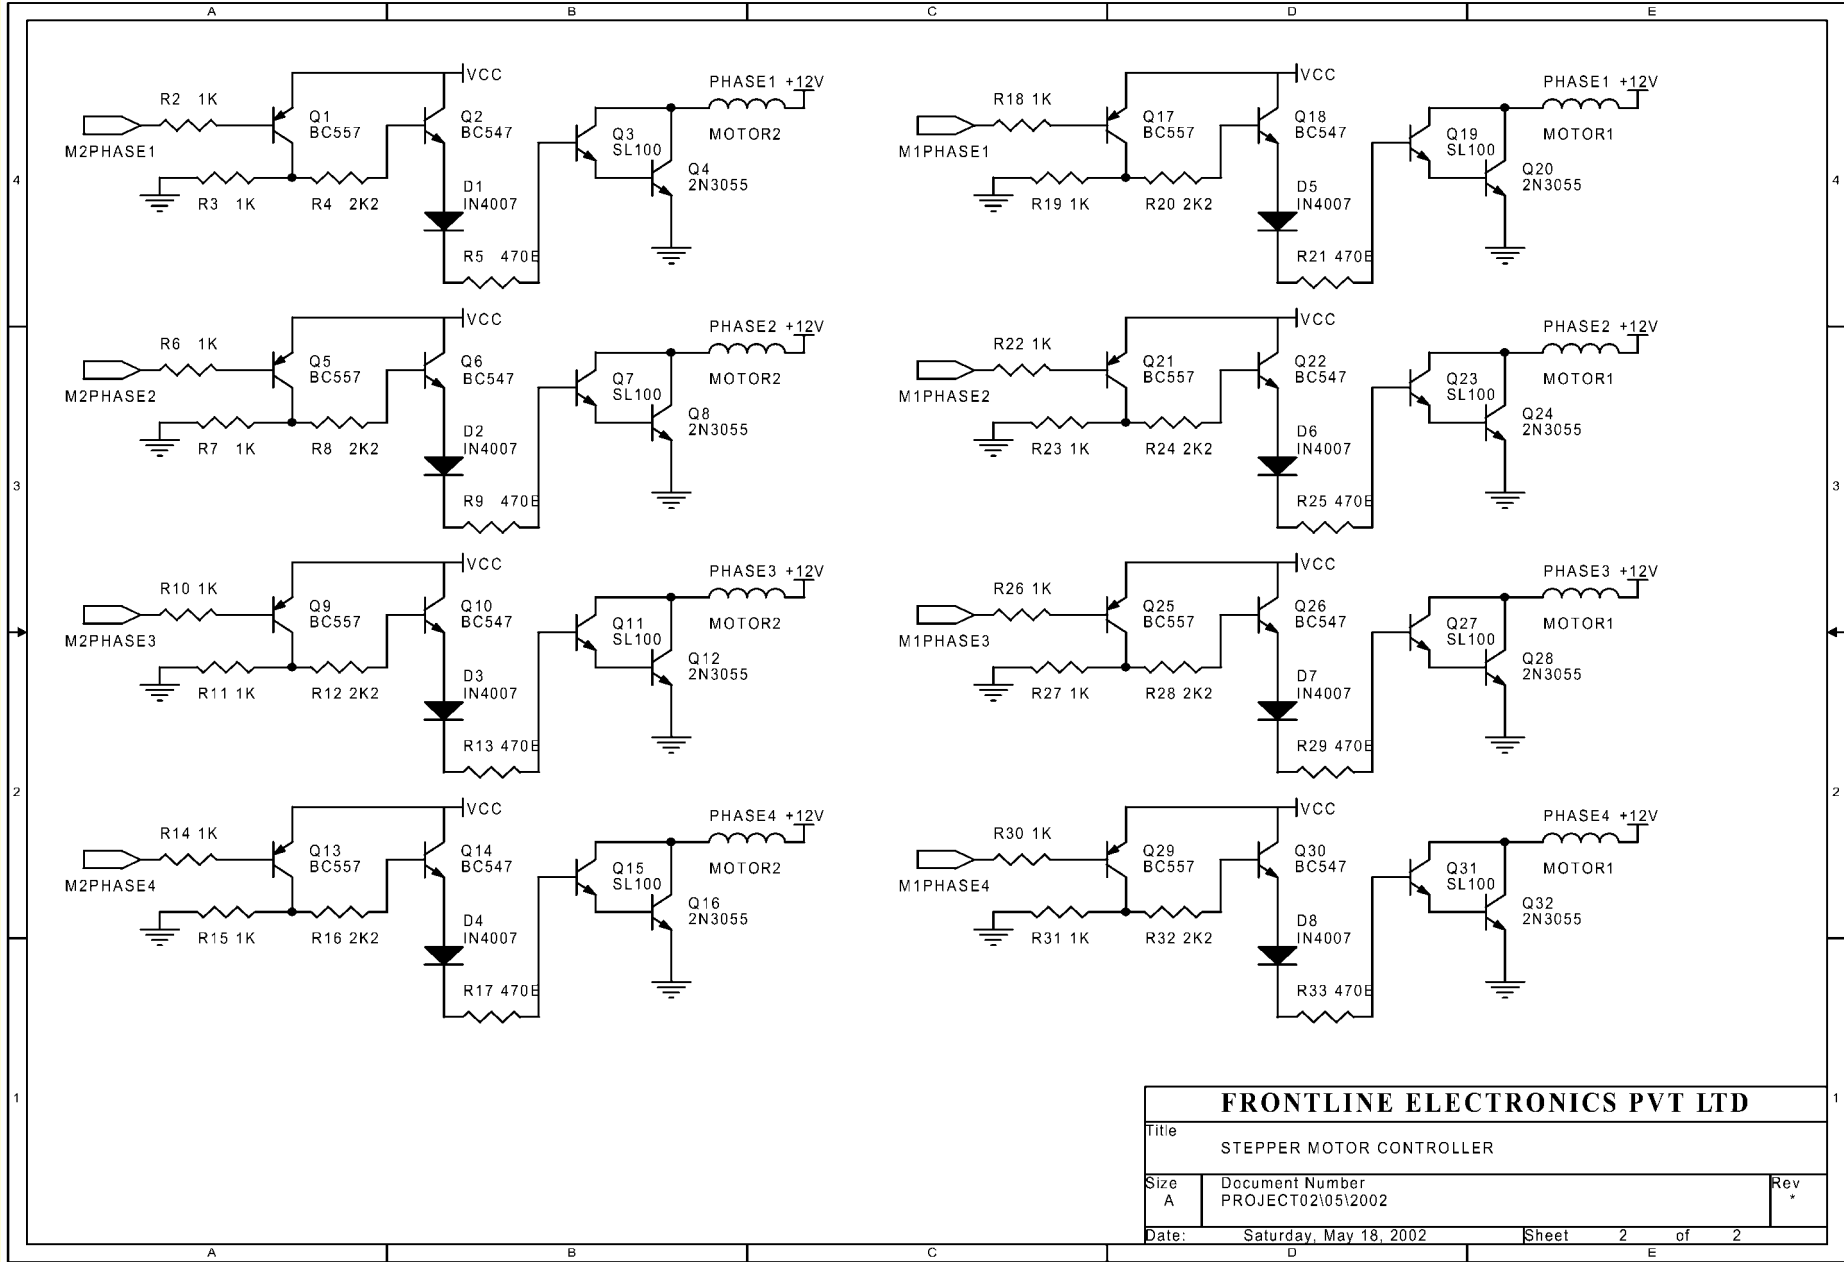 A B C D E
4 4
3 3
2 2
1 1
VCC
R2 1K
Q1
BC557
Q2
BC547
PHASE1 +12V
Q3
SL100
MOTOR2
M2PHASE1
Q4
2N3055
D1
IN4007
R3 1K
R4 2K2
R5 470E
VCC
R18 1K
Q17
BC557
Q18
BC547
PHASE1 +12V
Q19
SL100
MOTOR1
M1PHASE1
Q20
2N3055
D5
IN4007
R19 1K
R20 2K2
R21 470E
VCC
R6 1K
Q5
BC557
Q6
BC547
PHASE2 +12V
Q7
SL100
MOTOR2
M2PHASE2
Q8
2N3055
D2
IN4007
R7 1K
R8 2K2
R9 470E
VCC
R22 1K
Q21
BC557
Q22
BC547
PHASE2 +12V
Q23
SL100
MOTOR1
M1PHASE2
Q24
2N3055
D6
IN4007
R23 1K
R24 2K2
R25 470E
VCC
R10 1K
Q9
BC557
Q10
BC547
PHASE3 +12V
Q11
SL100
MOTOR2
M2PHASE3
Q12
2N3055
D3
IN4007
R11 1K
R12 2K2
R13 470E
VCC
R26 1K
Q25
BC557
Q26
BC547
PHASE3 +12V
Q27
SL100
MOTOR1
M1PHASE3
Q28
2N3055
D7
IN4007
R27 1K
R28 2K2
R29 470E
VCC
R14 1K
Q13
BC557
Q14
BC547
PHASE4 +12V
Q15
SL100
MOTOR2
M2PHASE4
Q16
2N3055
D4
IN4007
R15 1K
R16 2K2
R17 470E
VCC
R30 1K
Q29
BC557
Q30
BC547
PHASE4 +12V
Q31
SL100
MOTOR1
M1PHASE4
Q32
2N3055
D8
IN4007
R31 1K
R32 2K2
R33 470E
FRONTLINE ELECTRONICS PVT LTD
Title
STEPPER MOTOR CONTROLLER
Size
A
Document Number
PROJECT02\05\2002
Rev
*
Date: Saturday, May 18, 2002 Sheet 2 of 2
A B C D E